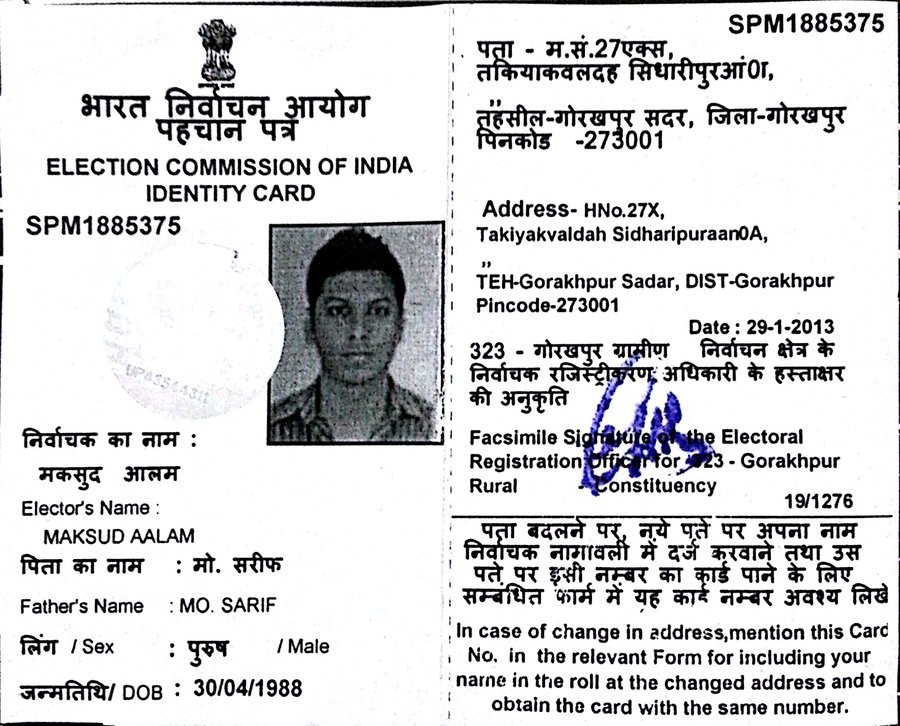 भारत निर्वाचन आयोग
पहचान पत्र
ELECTION COMMISSION OF INDIA
IDENTITY CARD
SPM1885375
निर्वाचक का नाम :
मकसुद आलम
Elector's Name :
MAKSUD AALAM
पिता का नाम : मो. सरीफ
Father's Name : MO. SARIF
लिंग / Sex : पुरुष / Male
जन्मतिथि/ DOB : 30/04/1988
SPM1885375
पता - म.सं.27एक्स,
तकियाकवलदह सिधारीपुरआं0ा,
,,
तहसील-गोरखपुर सदर, जिला-गोरखपुर
पिनकोड -273001
Address- HNo.27X,
Takiyakvaldah Sidharipuraan0A,
,,
TEH-Gorakhpur Sadar, DIST-Gorakhpur
Pincode-273001
Date : 29-1-2013
323 - गोरखपुर ग्रामीण निर्वाचन क्षेत्र के
निर्वाचक रजिस्ट्रीकरण अधिकारी के हस्ताक्षर
की अनुकृति
Facsimile Signature of the Electoral
Registration Officer for 323 - Gorakhpur
Rural - Constituency
19/1276
पता बदलने पर, नये पते पर अपना नाम
निर्वाचक नागावली में दर्ज करवाने तथा उस
पते पर इसी नम्बर का कार्ड पाने के लिए
सम्बंधित फार्म में यह कार्ड नम्बर अवश्य लिखें
In case of change in address,mention this Card
No. in the relevant Form for including your
name in the roll at the changed address and to
obtain the card with the same number.